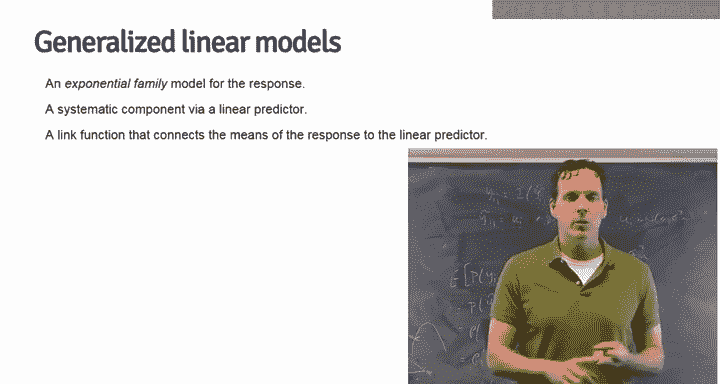 Generalized linear models
An exponential family model for the response.
A systematic component via a linear predictor.
A link function that connects the means of the response to the linear predictor.